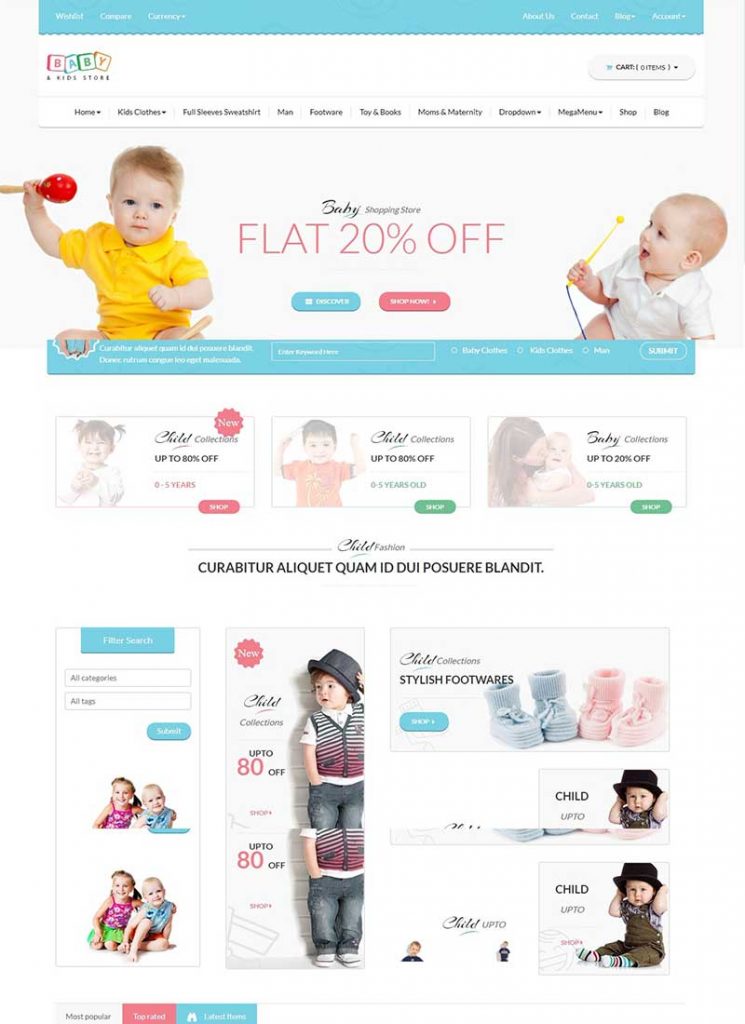 Wishlist Compare Currency
About Us Contact Blog Account
BABY
& KIDS STORE
CART: ( 0 ITEMS )
Home Kids Clothes Full Sleeves Sweatshirt Man Footware Toy & Books Moms & Maternity Dropdown MegaMenu Shop Blog
Baby Shopping Store
FLAT 20% OFF
DISCOVER SHOP NOW!
Curabitur aliquet quam id dui posuere blandit.
Donec rutrum congue leo eget malesuada.
Enter Keyword Here
Baby Clothes Kids Clothes Man
SUBMIT
New
Child Collections
UP TO 80% OFF
0 - 5 YEARS
SHOP
Child Collections
UP TO 80% OFF
0-5 YEARS OLD
SHOP
Baby Collections
UP TO 20% OFF
0-5 YEARS OLD
SHOP
Child Fashion
CURABITUR ALIQUET QUAM ID DUI POSUERE BLANDIT.
Filter Search
All categories
All tags
Submit
New
Child
Collections
UPTO
80 OFF
SHOP
UPTO
80 OFF
SHOP
Child Collections
STYLISH FOOTWARES
SHOP
CHILD
UPTO
Child UPTO
CHILD
UPTO
SHOP
Most popular Top rated Latest Items